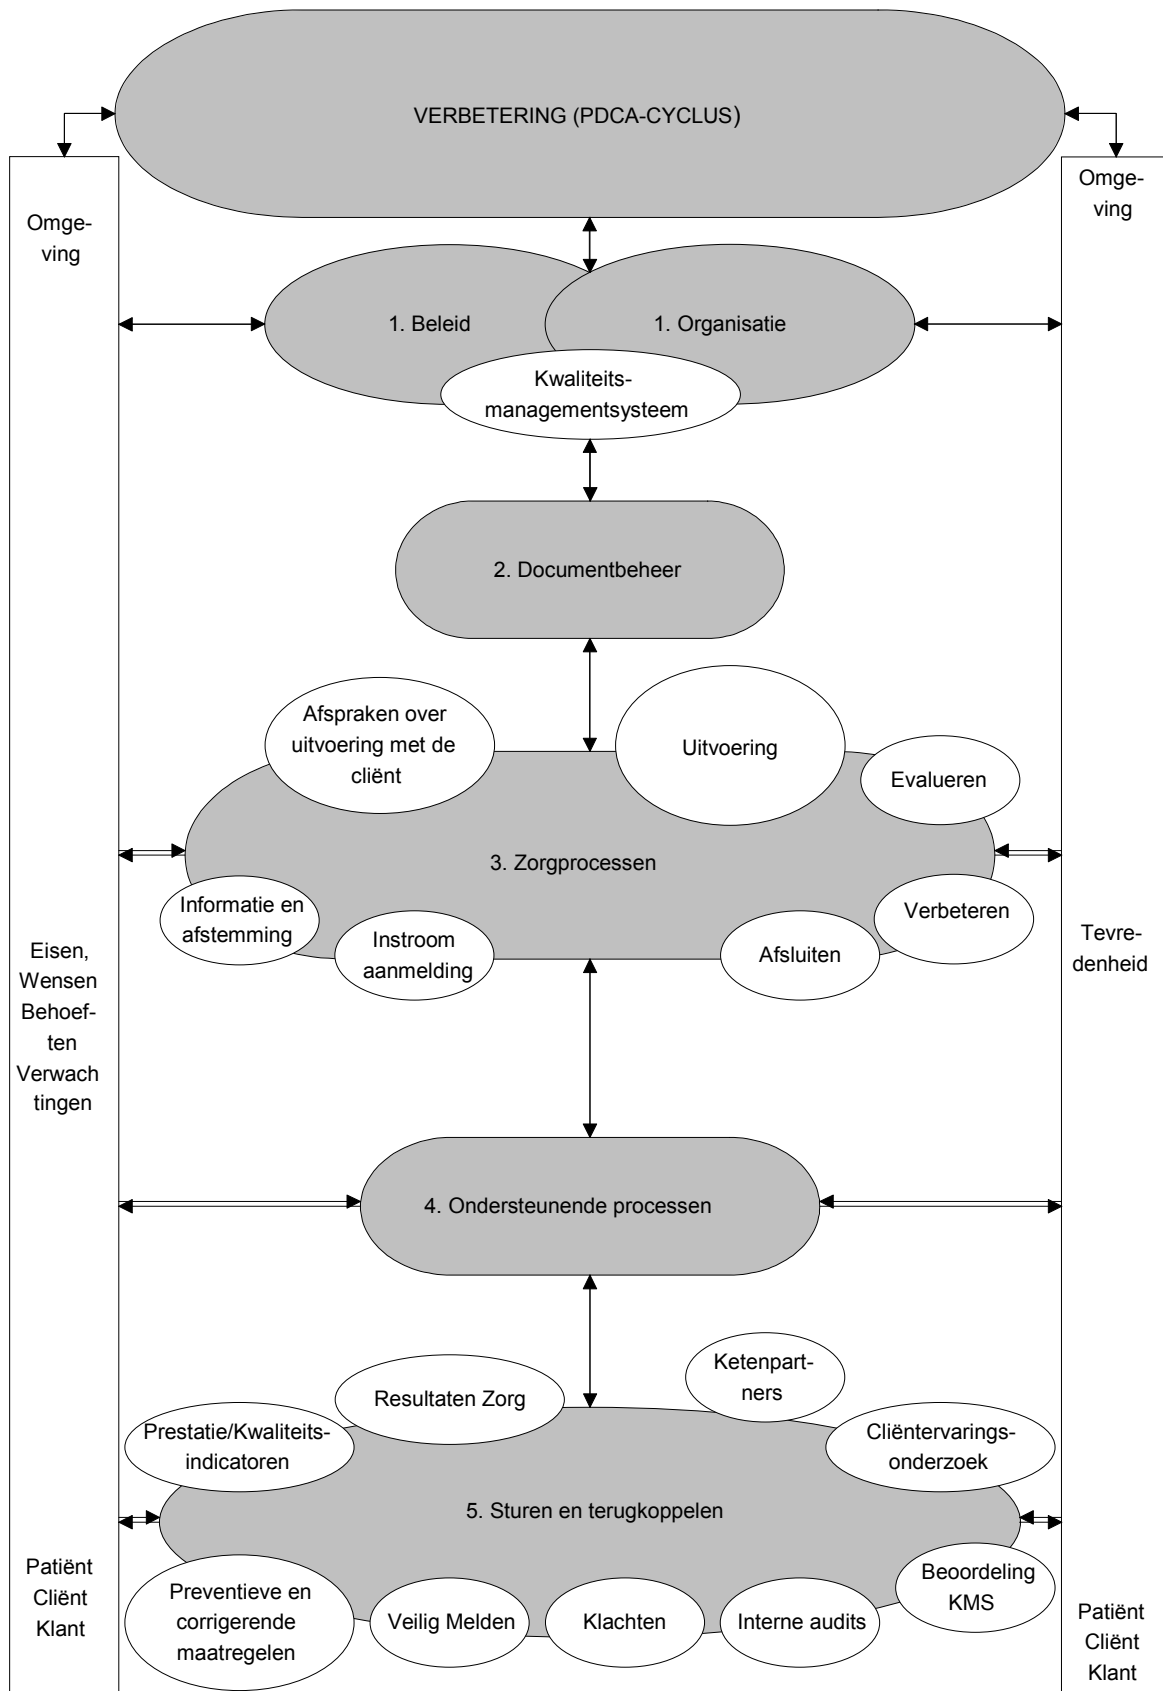 VERBETERING (PDCA-CYCLUS)
Omge-
ving
Omge-
ving
1. Beleid
1. Organisatie
Kwaliteits-
managementsysteem
2. Documentbeheer
Afspraken over
uitvoering met de
cliënt
Uitvoering
Evalueren
3. Zorgprocessen
Informatie en
afstemming
Instroom
aanmelding
Afsluiten
Verbeteren
Eisen,
Wensen
Behoef-
ten
Verwach
tingen
Tevre-
denheid
4. Ondersteunende processen
Resultaten Zorg
Ketenpart-
ners
Prestatie/Kwaliteits-
indicatoren
Cliëntervarings-
onderzoek
5. Sturen en terugkoppelen
Preventieve en
corrigerende
maatregelen
Veilig Melden
Klachten
Interne audits
Beoordeling
KMS
Patiënt
Cliënt
Klant
Patiënt
Cliënt
Klant